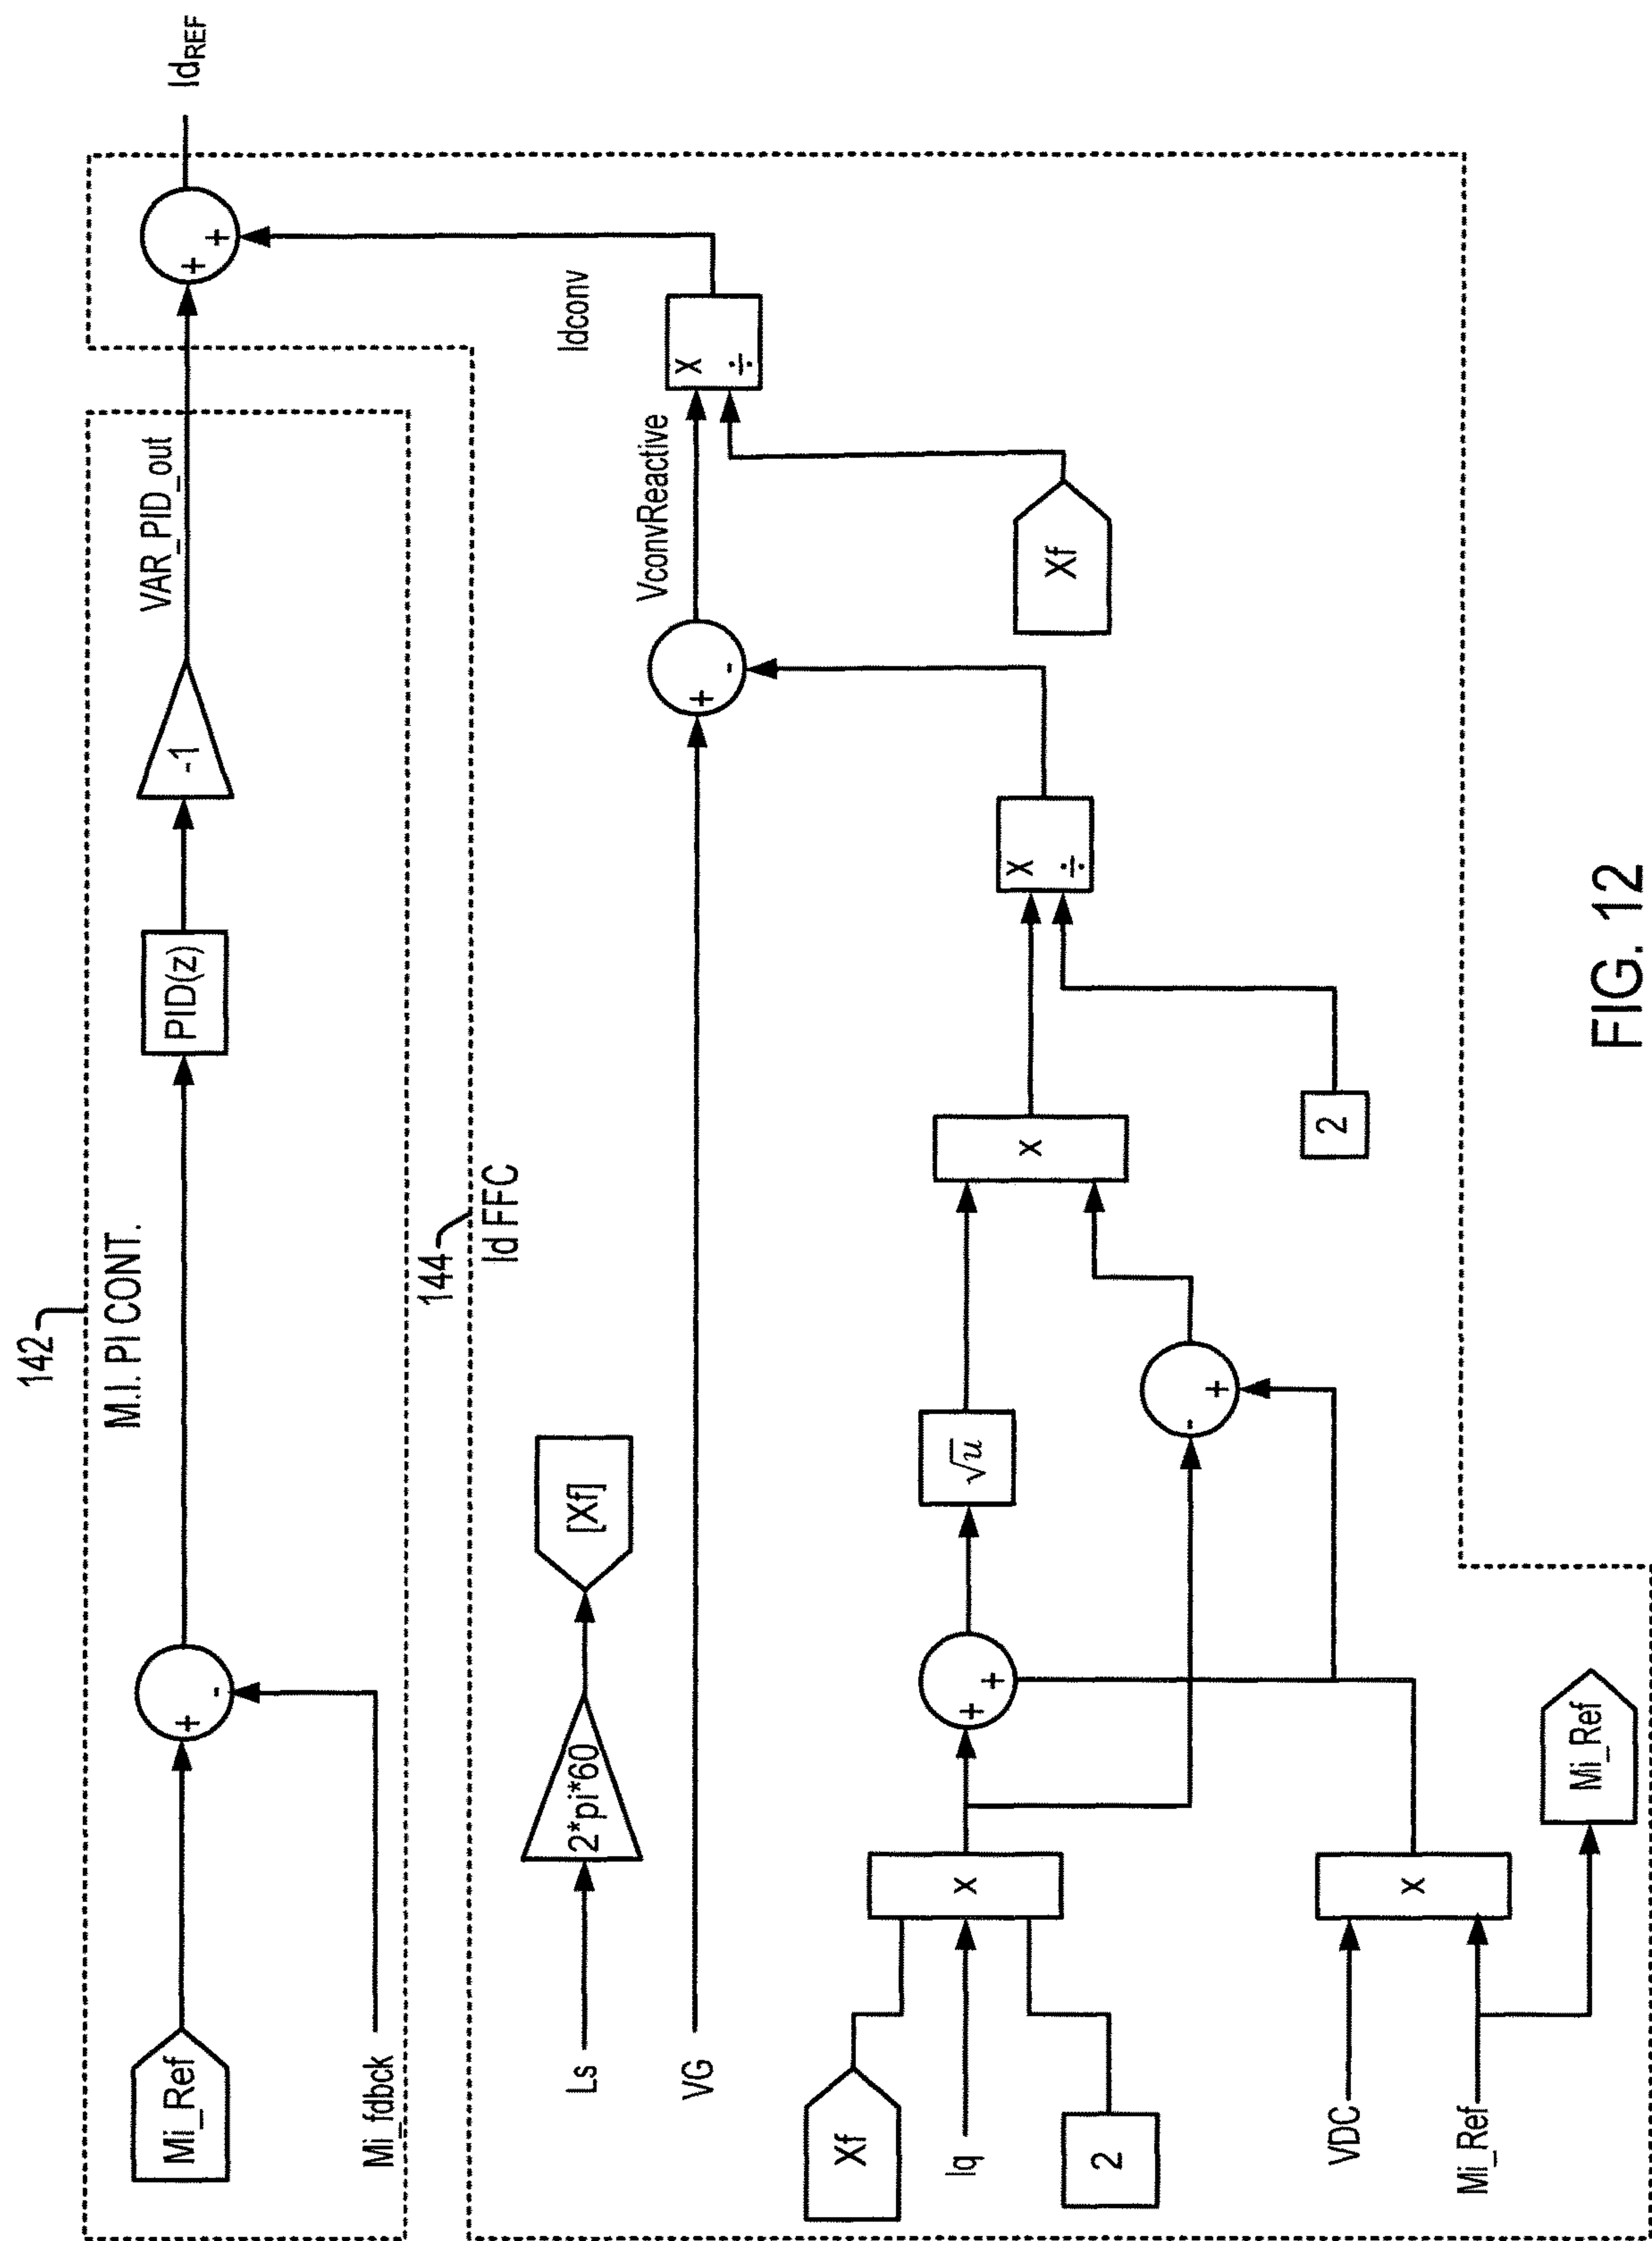 142
M.I. PI CONT.
Mi_Ref
+
-
Mi_fdbck
PID(z)
-1
VAR_PID_out
+
+
Id_REF
144
Id FFC
Ls
2*pi*60
[Xf]
VG
+
-
VconvReactive
X
÷
Idconv
Xf
Xf
Iq
2
x
+
+
√u
-
+
x
X
÷
2
VDC
Mi_Ref
x
Mi_Ref
FIG. 12